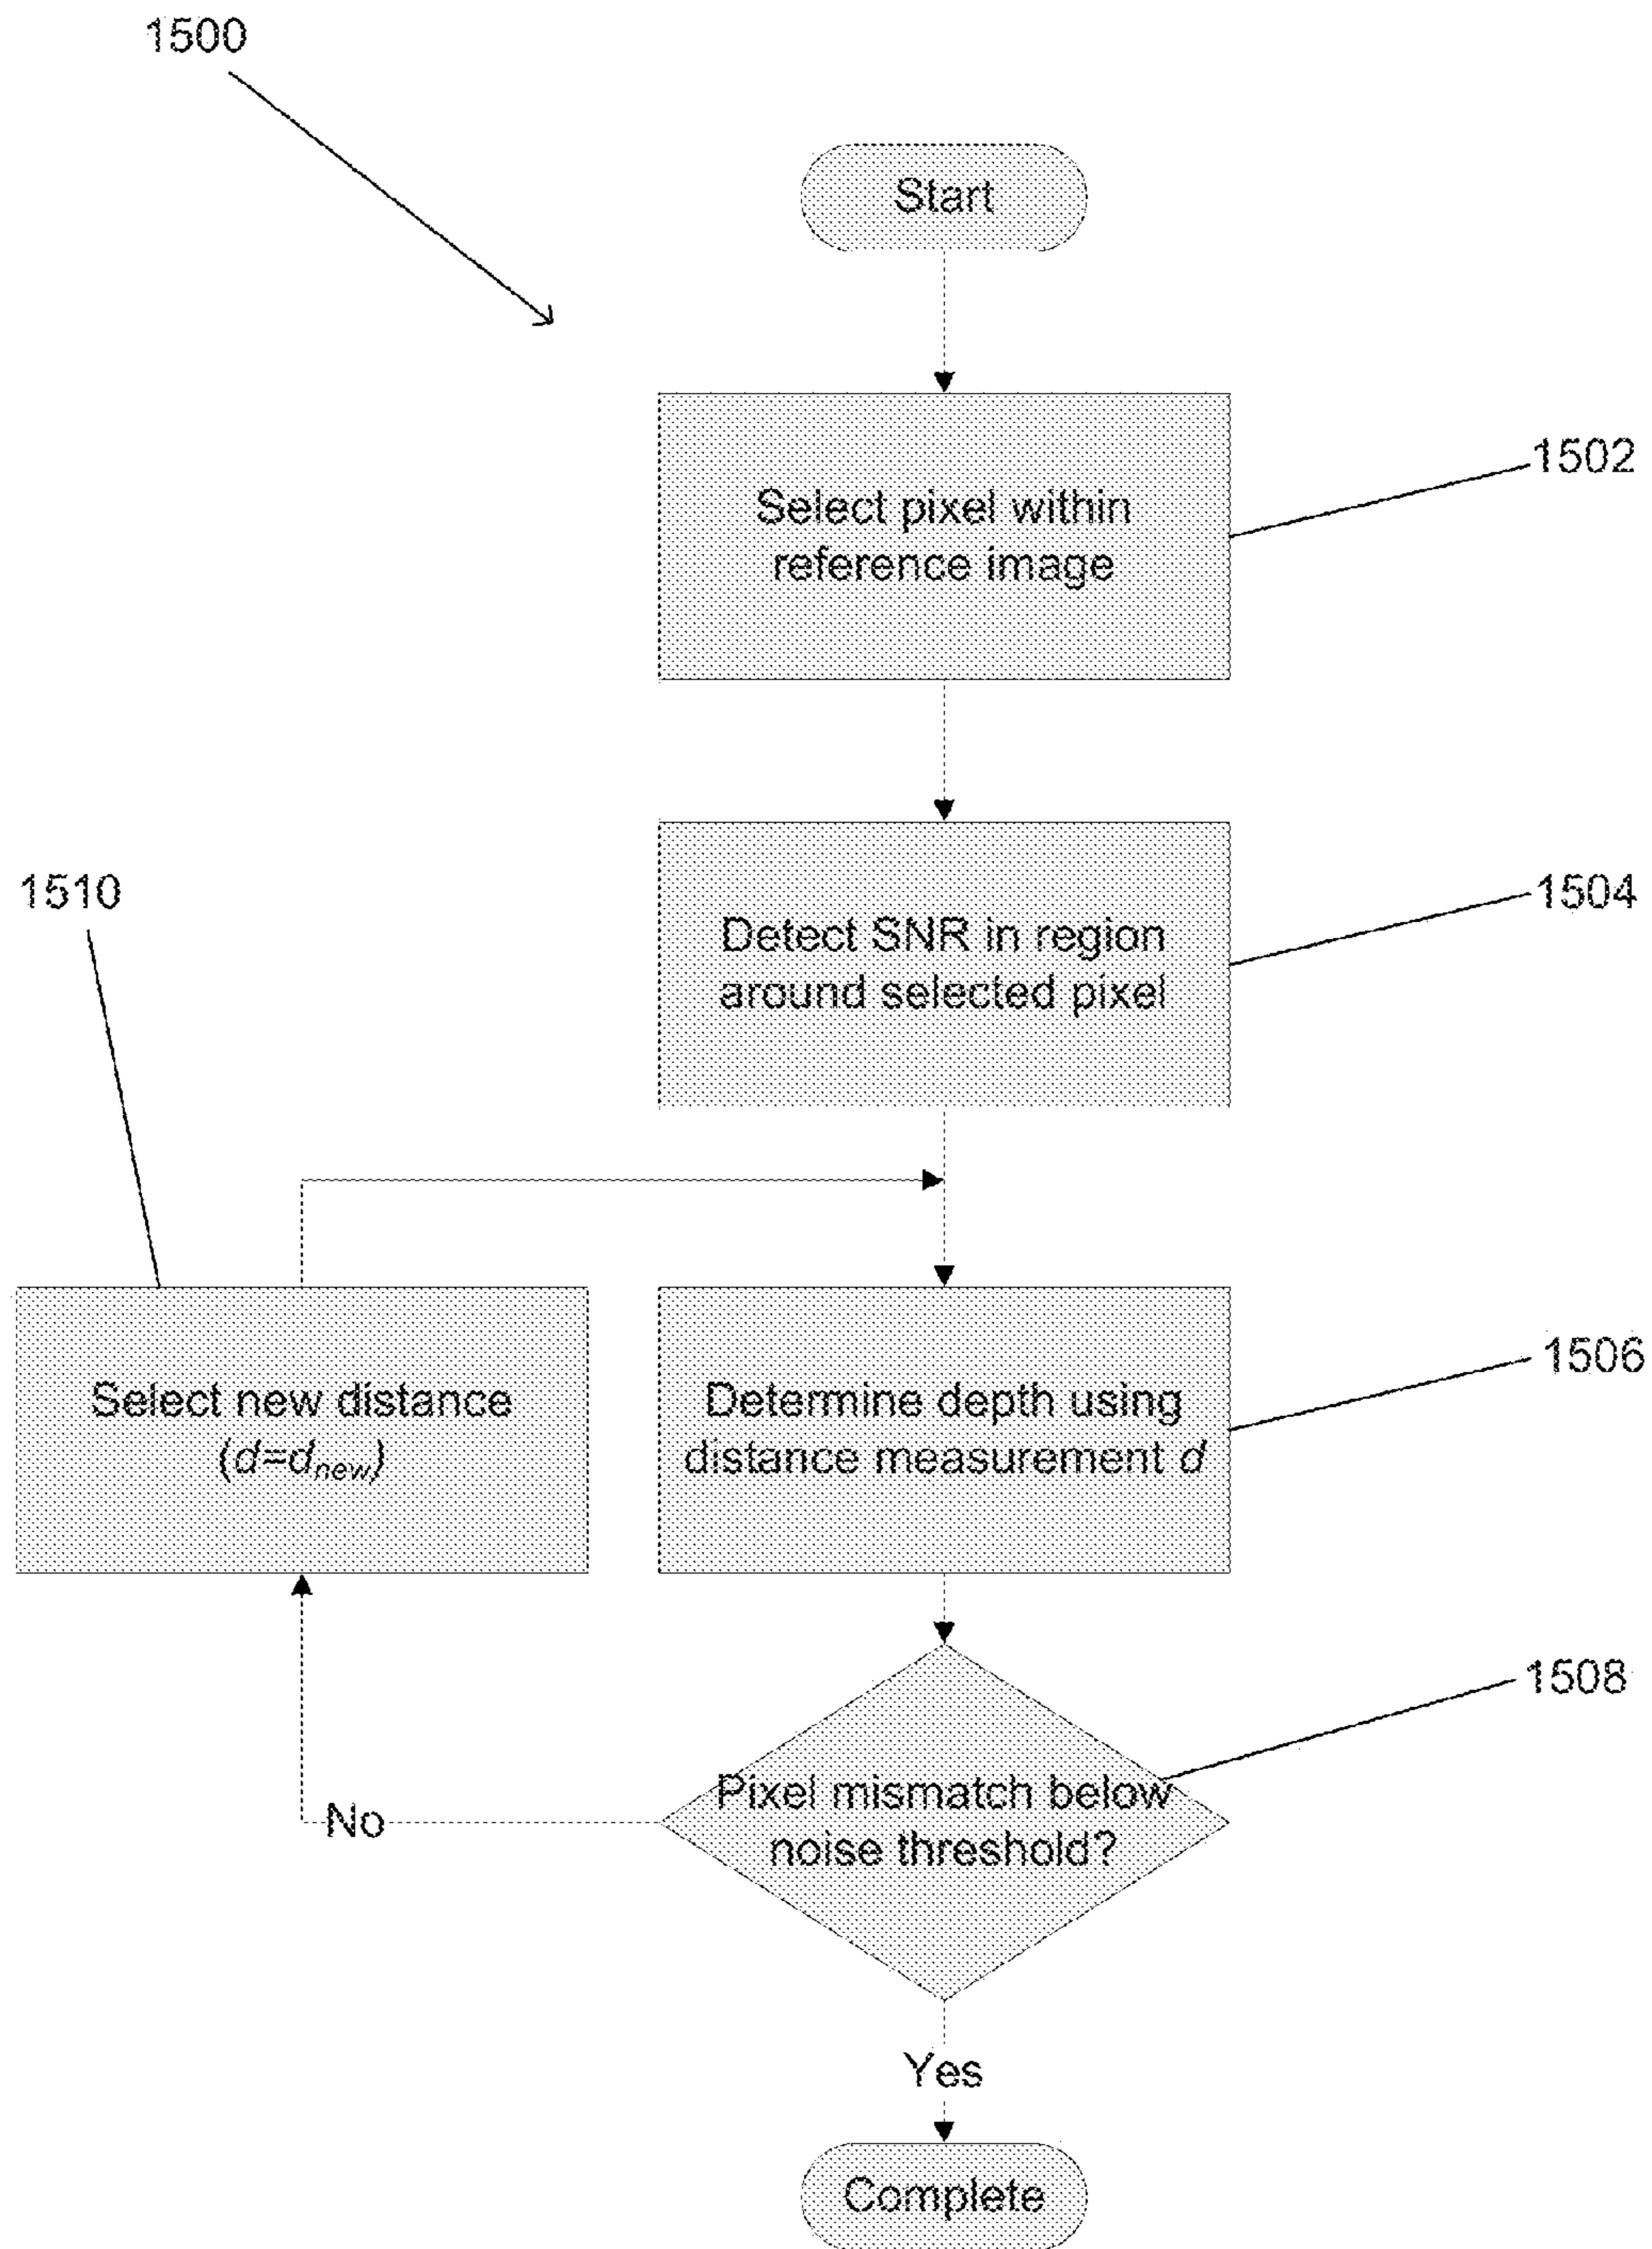 1500
Start
1502
Select pixel within
reference image
1504
Detect SNR in region
around selected pixel
1510
Select new distance
(d=dnew)
1506
Determine depth using
distance measurement d
1508
Pixel mismatch below
noise threshold?
No
Yes
Complete